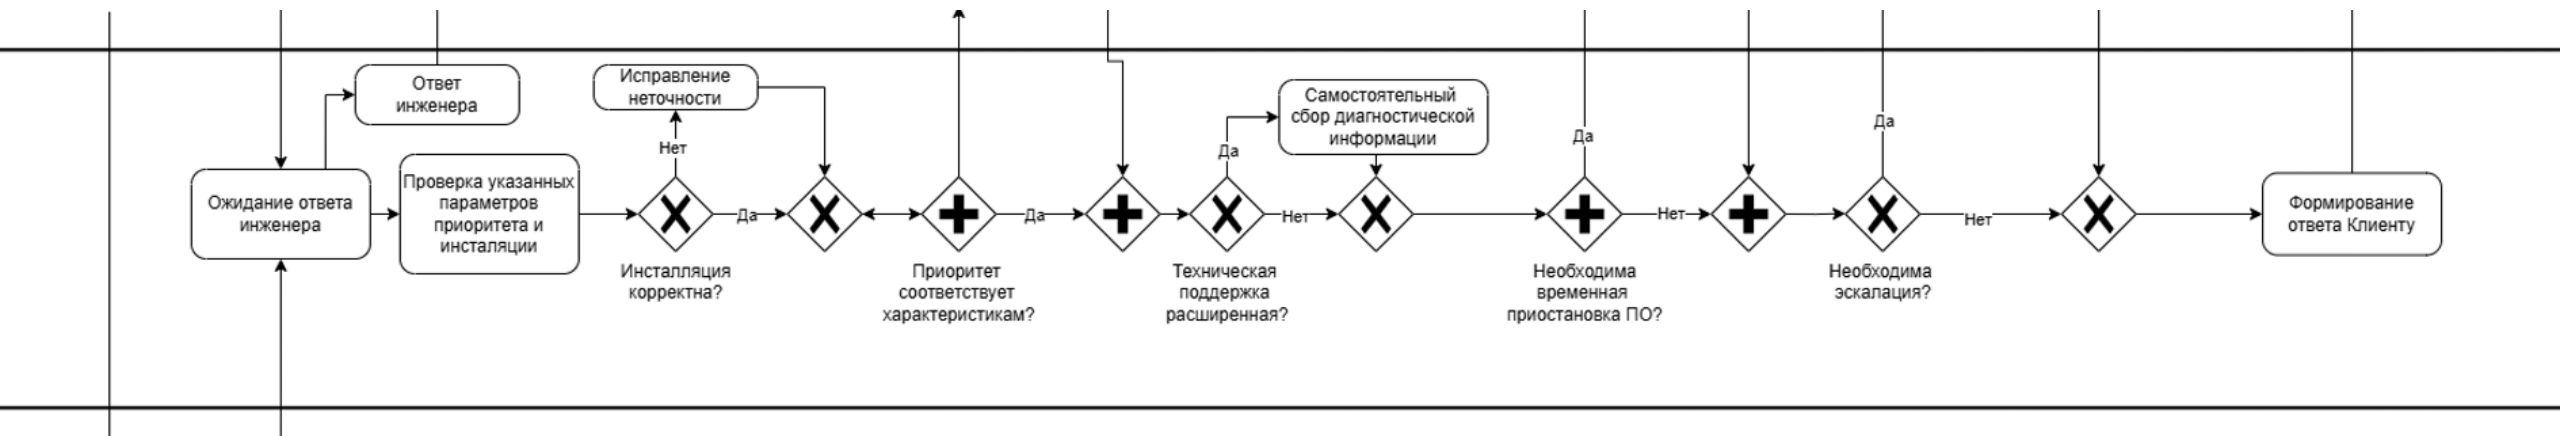 Ответ
инженера
Ожидание ответа
инженера
Проверка указанных
параметров
приоритета и
инсталяции
Исправление
неточности
Нет
Да
Инсталляция
корректна?
Приоритет
соответствует
характеристикам?
Да
Самостоятельный
сбор диагностической
информации
Да
Нет
Техническая
поддержка
расширенная?
Да
Нет
Необходима
временная
приостановка ПО?
Да
Нет
Необходима
эскалация?
Формирование
ответа Клиенту